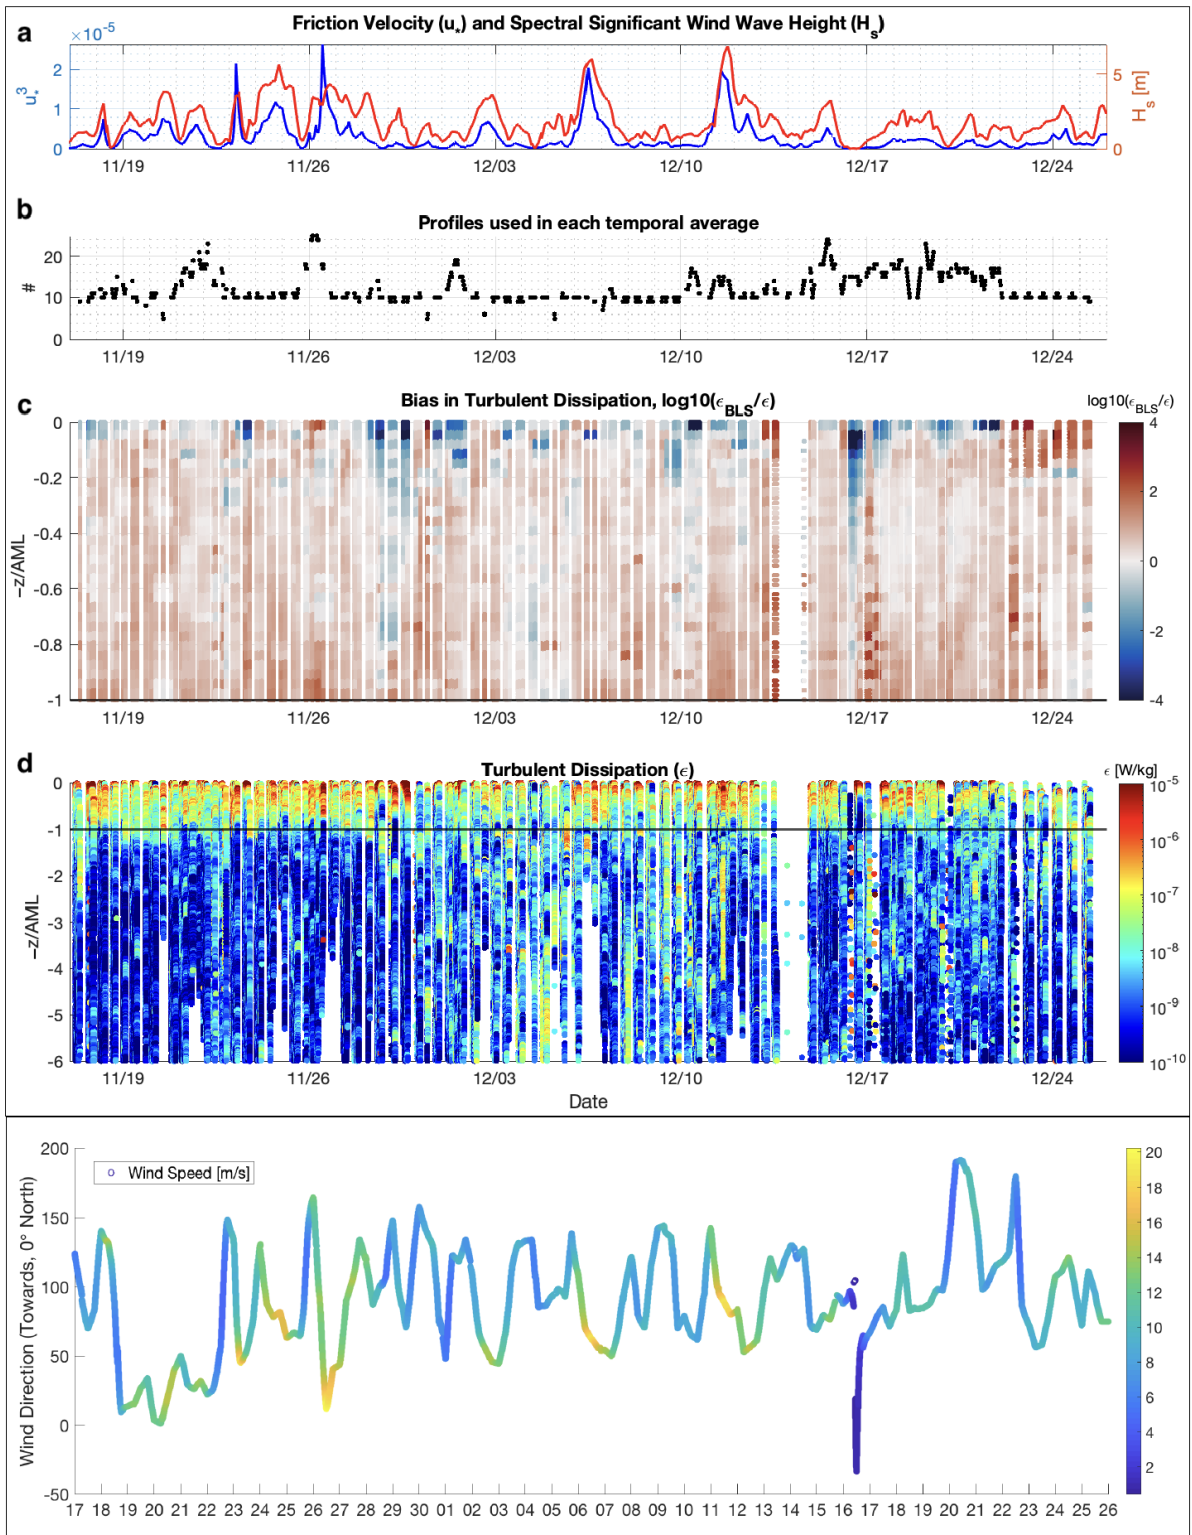 a
Friction Velocity (u*) and Spectral Significant Wind Wave Height (Hs)
×10^-5
2
1
0
u*^3
5
0
Hs [m]
11/19 11/26 12/03 12/10 12/17 12/24
b
Profiles used in each temporal average
20
10
0
#
11/19 11/26 12/03 12/10 12/17 12/24
c
Bias in Turbulent Dissipation, log10(ϵBLS/ϵ)
log10(ϵBLS/ϵ)
0
-0.2
-0.4
-0.6
-0.8
-1
-z/AML
4
2
0
-2
-4
11/19 11/26 12/03 12/10 12/17 12/24
d
Turbulent Dissipation (ϵ)
ϵ [W/kg]
0
-1
-2
-3
-4
-5
-6
-z/AML
10^-5
10^-6
10^-7
10^-8
10^-9
10^-10
11/19 11/26 12/03 12/10 12/17 12/24
Date
200
150
100
50
0
-50
Wind Direction (Towards, 0° North)
Wind Speed [m/s]
20
18
16
14
12
10
8
6
4
2
17 18 19 20 21 22 23 24 25 26 27 28 29 30 01 02 03 04 05 06 07 08 09 10 11 12 13 14 15 16 17 19 20 21 22 23 24 25 26